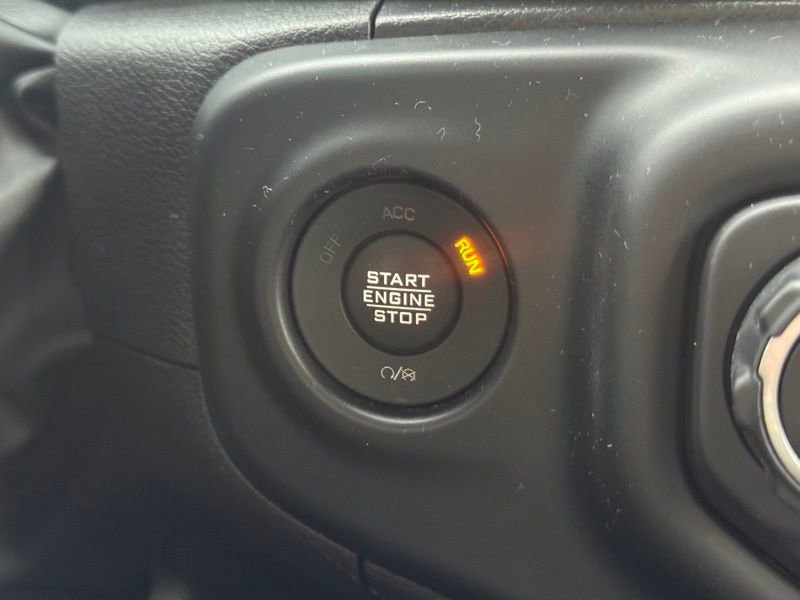 ACC
OFF
RUN
START
ENGINE
STOP